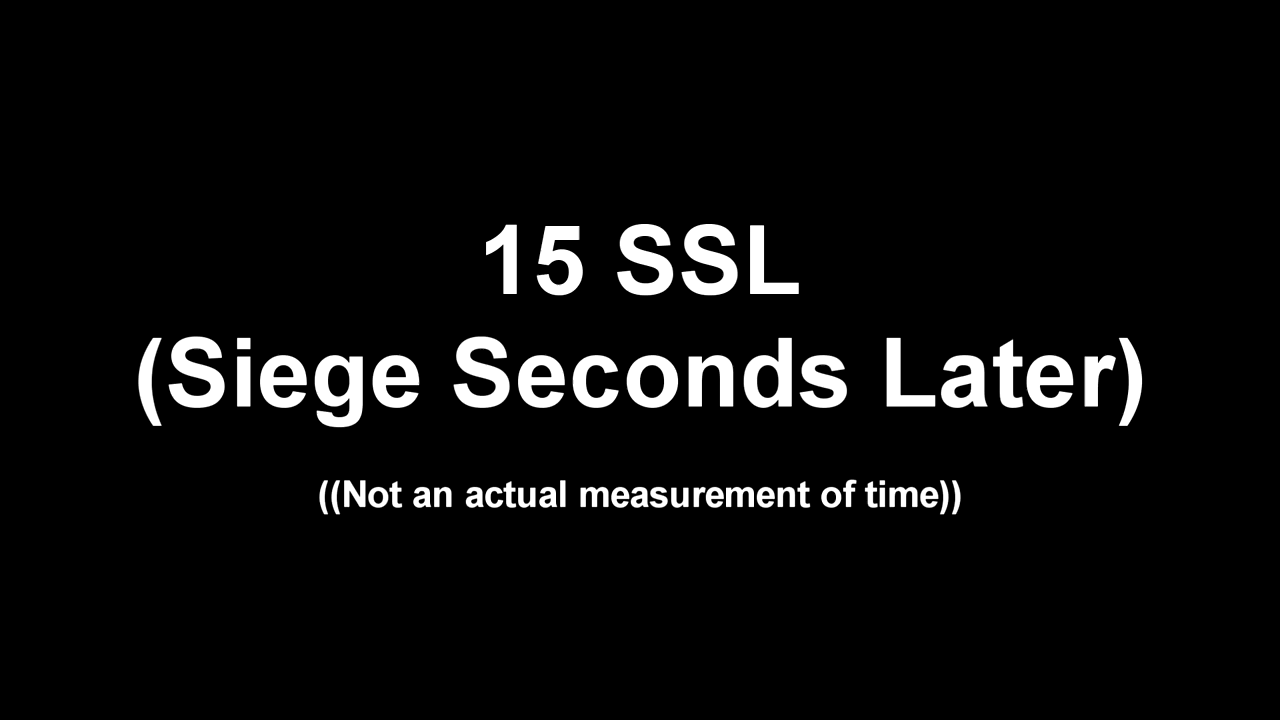 15 SSL
(Siege Seconds Later)
((Not an actual measurement of time))